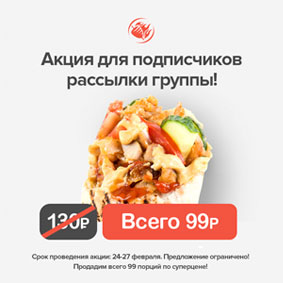 Акция для подписчиков
рассылки группы!
130Р
Всего 99Р
Срок проведения акции: 24-27 февраля. Предложение ограничено!
Продадим всего 99 порций по суперцене!